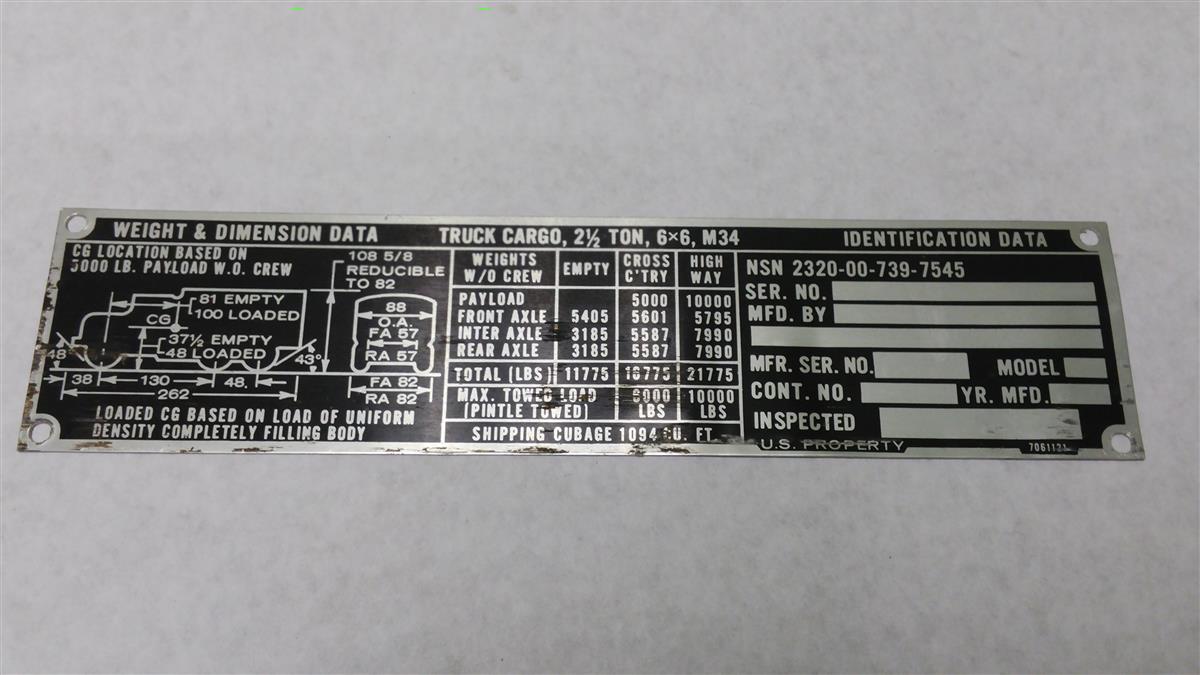 WEIGHT & DIMENSION DATA TRUCK CARGO, 2½ TON, 6×6, M34 IDENTIFICATION DATA
CG LOCATION BASED ON
5000 LB. PAYLOAD W.O. CREW
108 5/8
REDUCIBLE
TO 82
81 EMPTY
100 LOADED
CG
37½ EMPTY
48 LOADED
48°
43°
38 130 48
262
88
O.A.
FA 57
RA 57
FA 82
RA 82
LOADED CG BASED ON LOAD OF UNIFORM
DENSITY COMPLETELY FILLING BODY
WEIGHTS W/O CREW EMPTY CROSS C'TRY HIGH WAY
PAYLOAD 5000 10000
FRONT AXLE 5405 5601 5795
INTER AXLE 3185 5587 7990
REAR AXLE 3185 5587 7990
TOTAL (LBS) 11775 16775 21775
MAX. TOWED LOAD 6000 10000
(PINTLE TOWED) LBS LBS
SHIPPING CUBAGE 1094 CU. FT
NSN 2320-00-739-7545
SER. NO.
MFD. BY
MFR. SER. NO. MODEL
CONT. NO. YR. MFD.
INSPECTED
U.S. PROPERTY 7061121